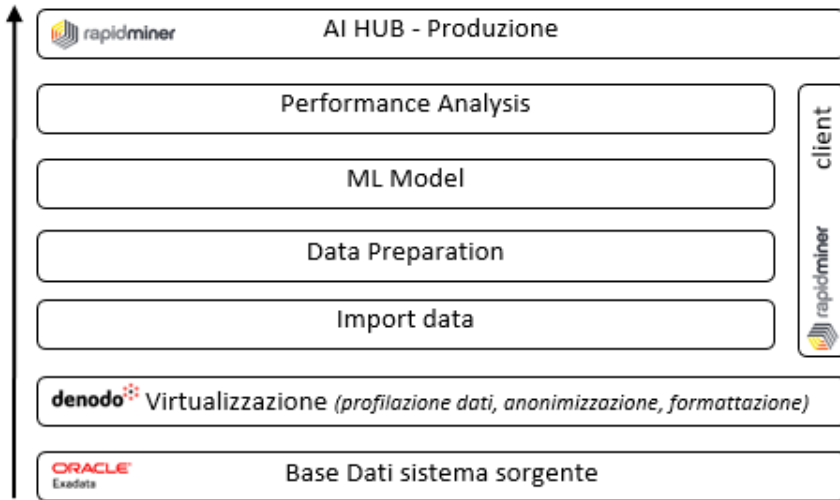 rapidminer AI HUB - Produzione
Performance Analysis
ML Model
Data Preparation
Import data
client
rapidminer
denodo Virtualizzazione (profilazione dati, anonimizzazione, formattazione)
ORACLE Base Dati sistema sorgente
Exadata